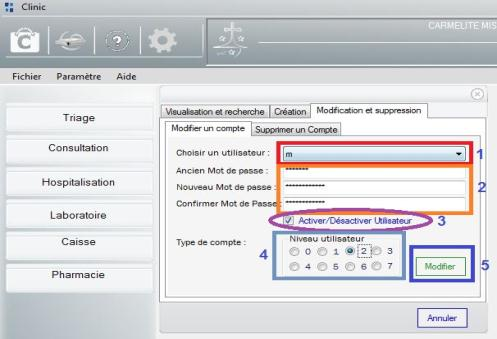 Clinic
CARMELITE MIS
Fichier Paramètre Aide
Triage
Consultation
Hospitalisation
Laboratoire
Caisse
Pharmacie
Visualisation et recherche Création Modification et suppression
Modifier un compte Supprimer un Compte
Choisir un utilisateur : m 1
Ancien Mot de passe : *******
Nouveau Mot de passe : ************ 2
Confirmer Mot de Passe : ************
Activer/Désactiver Utilisateur 3
Type de compte : Niveau utilisateur
4 0 1 2 3
4 5 6 7
Modifier 5
Annuler